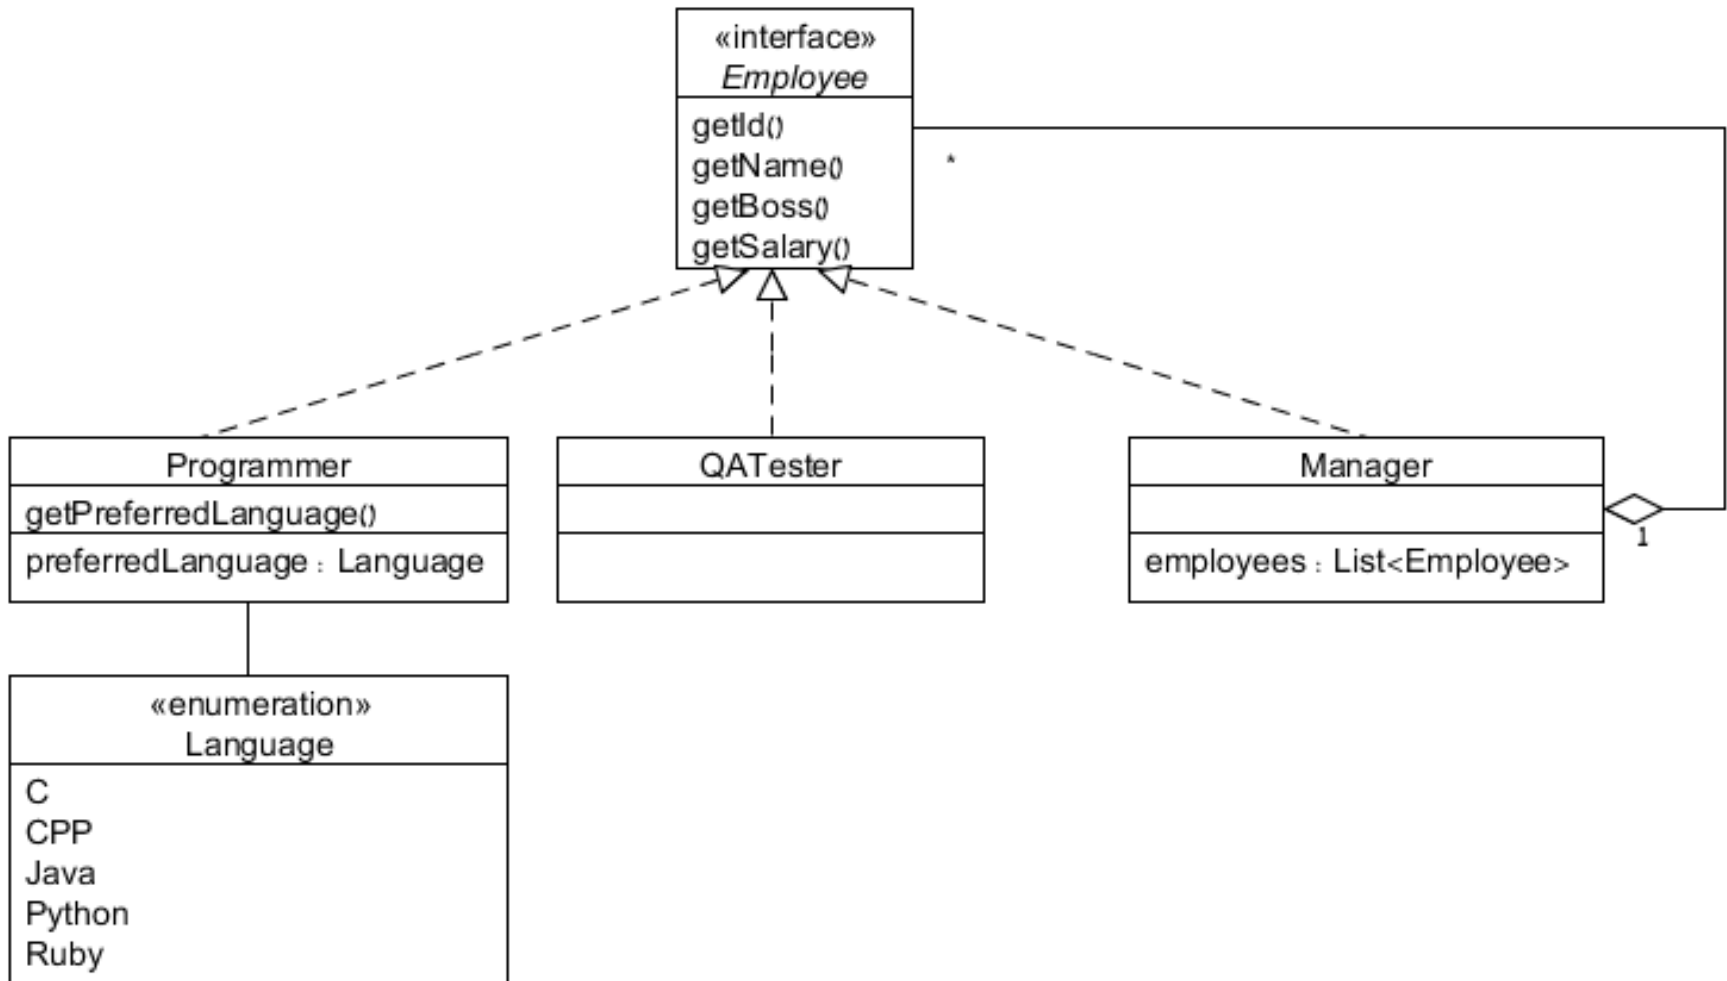 «interface»
Employee
getId()
getName()
getBoss()
getSalary()
*
Programmer
getPreferredLanguage()
preferredLanguage : Language
QATester
Manager
employees : List<Employee>
1
«enumeration»
Language
C
CPP
Java
Python
Ruby